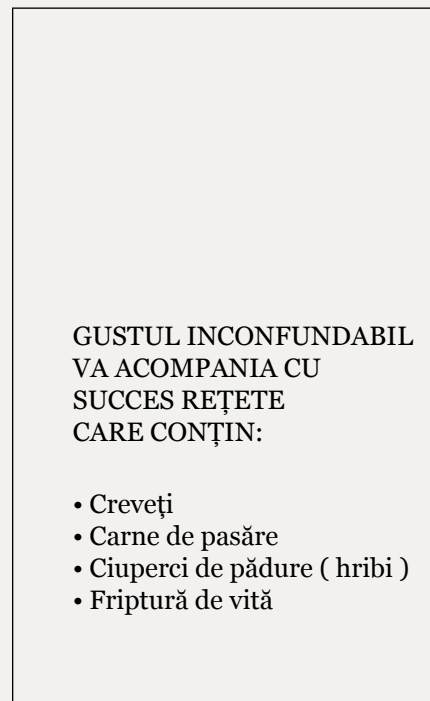 GUSTUL INCONFUNDABIL
VA ACOMPANIA CU
SUCCES REȚETE
CARE CONȚIN:
• Creveți
• Carne de pasăre
• Ciuperci de pădure ( hribi )
• Friptură de vită